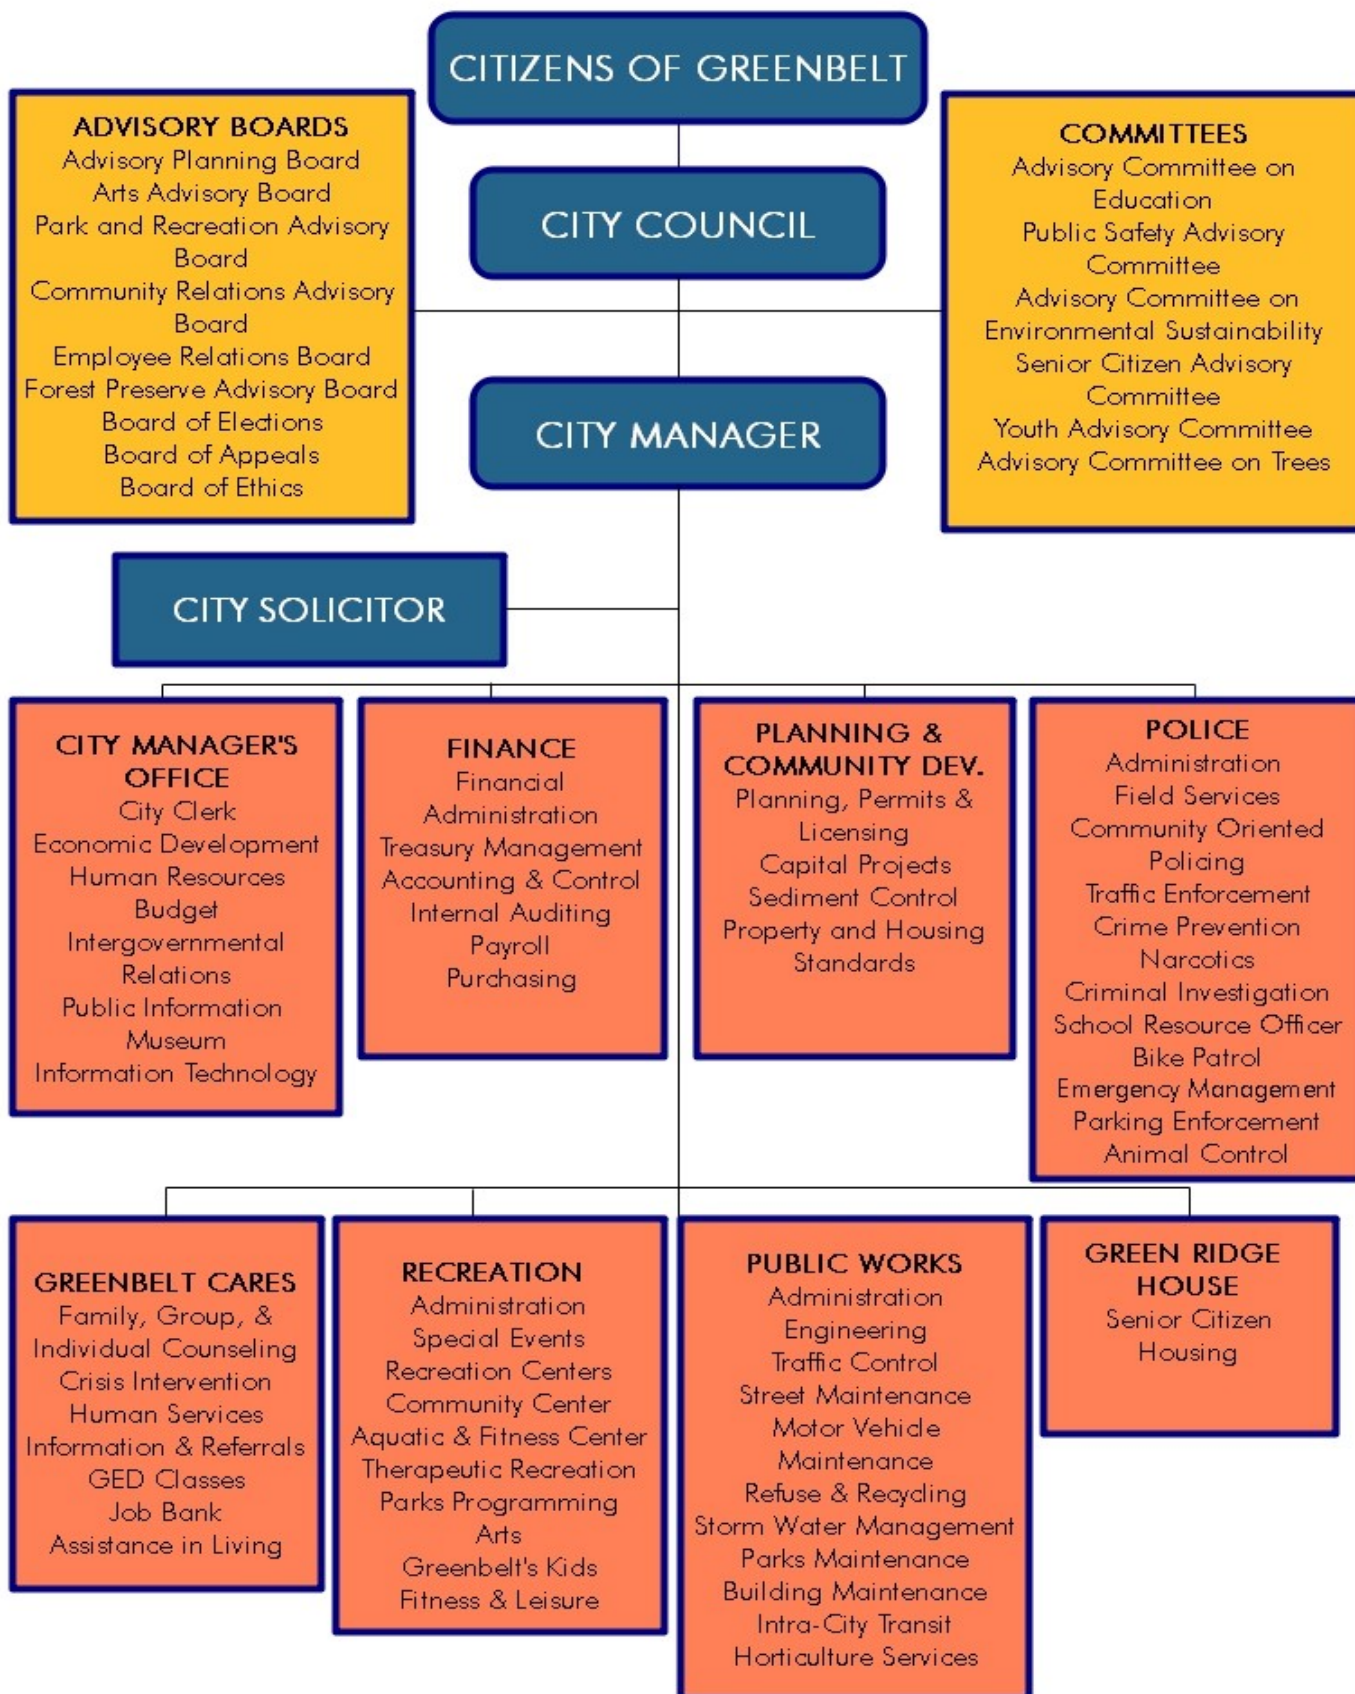 CITIZENS OF GREENBELT
ADVISORY BOARDS
Advisory Planning Board
Arts Advisory Board
Park and Recreation Advisory
Board
Community Relations Advisory
Board
Employee Relations Board
Forest Preserve Advisory Board
Board of Elections
Board of Appeals
Board of Ethics
CITY COUNCIL
COMMITTEES
Advisory Committee on
Education
Public Safety Advisory
Committee
Advisory Committee on
Environmental Sustainability
Senior Citizen Advisory
Committee
Youth Advisory Committee
Advisory Committee on Trees
CITY MANAGER
CITY SOLICITOR
CITY MANAGER'S
OFFICE
City Clerk
Economic Development
Human Resources
Budget
Intergovernmental
Relations
Public Information
Museum
Information Technology
FINANCE
Financial
Administration
Treasury Management
Accounting & Control
Internal Auditing
Payroll
Purchasing
PLANNING &
COMMUNITY DEV.
Planning, Permits &
Licensing
Capital Projects
Sediment Control
Property and Housing
Standards
POLICE
Administration
Field Services
Community Oriented
Policing
Traffic Enforcement
Crime Prevention
Narcotics
Criminal Investigation
School Resource Officer
Bike Patrol
Emergency Management
Parking Enforcement
Animal Control
GREENBELT CARES
Family, Group, &
Individual Counseling
Crisis Intervention
Human Services
Information & Referrals
GED Classes
Job Bank
Assistance in Living
RECREATION
Administration
Special Events
Recreation Centers
Community Center
Aquatic & Fitness Center
Therapeutic Recreation
Parks Programming
Arts
Greenbelt's Kids
Fitness & Leisure
PUBLIC WORKS
Administration
Engineering
Traffic Control
Street Maintenance
Motor Vehicle
Maintenance
Refuse & Recycling
Storm Water Management
Parks Maintenance
Building Maintenance
Intra-City Transit
Horticulture Services
GREEN RIDGE
HOUSE
Senior Citizen
Housing